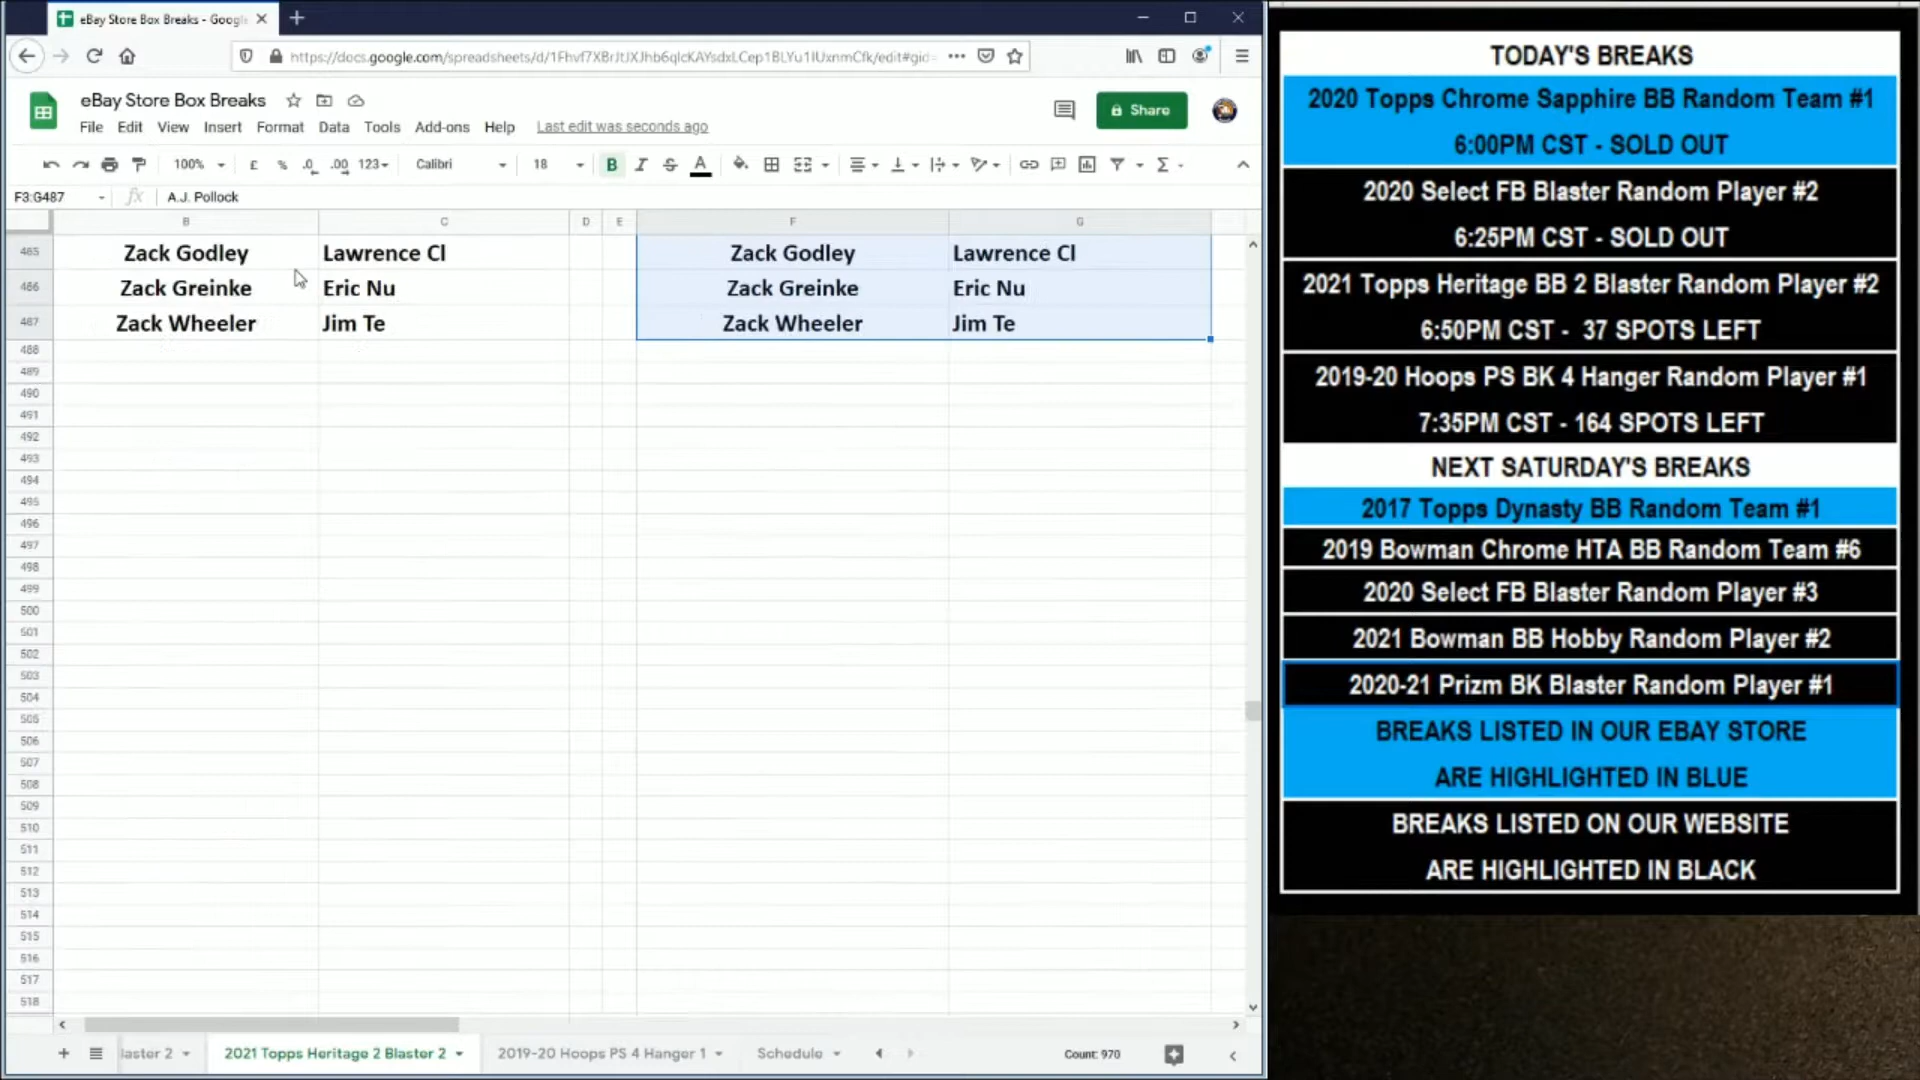 eBay Store Box Breaks - Googl
https://docs.google.com/spreadsheets/d/1Fhvf7XBrJtJXJhb6qlcKAYsdxLCep1BLYu1IUxnmCfk/edit#gid=
eBay Store Box Breaks
Share
File Edit View Insert Format Data Tools Add-ons Help Last edit was seconds ago
100% £ % .0 .00 123 Calibri 18 B I S A
F3:G487 fx A.J. Pollock
B C D E F G
485 Zack Godley Lawrence Cl Zack Godley Lawrence Cl
486 Zack Greinke Eric Nu Zack Greinke Eric Nu
487 Zack Wheeler Jim Te Zack Wheeler Jim Te
488
489
490
491
492
493
494
495
496
497
498
499
500
501
502
503
504
505
506
507
508
509
510
511
512
513
514
515
516
517
518
laster 2 2021 Topps Heritage 2 Blaster 2 2019-20 Hoops PS 4 Hanger 1 Schedule Count: 970
TODAY'S BREAKS
2020 Topps Chrome Sapphire BB Random Team #1
6:00PM CST - SOLD OUT
2020 Select FB Blaster Random Player #2
6:25PM CST - SOLD OUT
2021 Topps Heritage BB 2 Blaster Random Player #2
6:50PM CST - 37 SPOTS LEFT
2019-20 Hoops PS BK 4 Hanger Random Player #1
7:35PM CST - 164 SPOTS LEFT
NEXT SATURDAY'S BREAKS
2017 Topps Dynasty BB Random Team #1
2019 Bowman Chrome HTA BB Random Team #6
2020 Select FB Blaster Random Player #3
2021 Bowman BB Hobby Random Player #2
2020-21 Prizm BK Blaster Random Player #1
BREAKS LISTED IN OUR EBAY STORE
ARE HIGHLIGHTED IN BLUE
BREAKS LISTED ON OUR WEBSITE
ARE HIGHLIGHTED IN BLACK